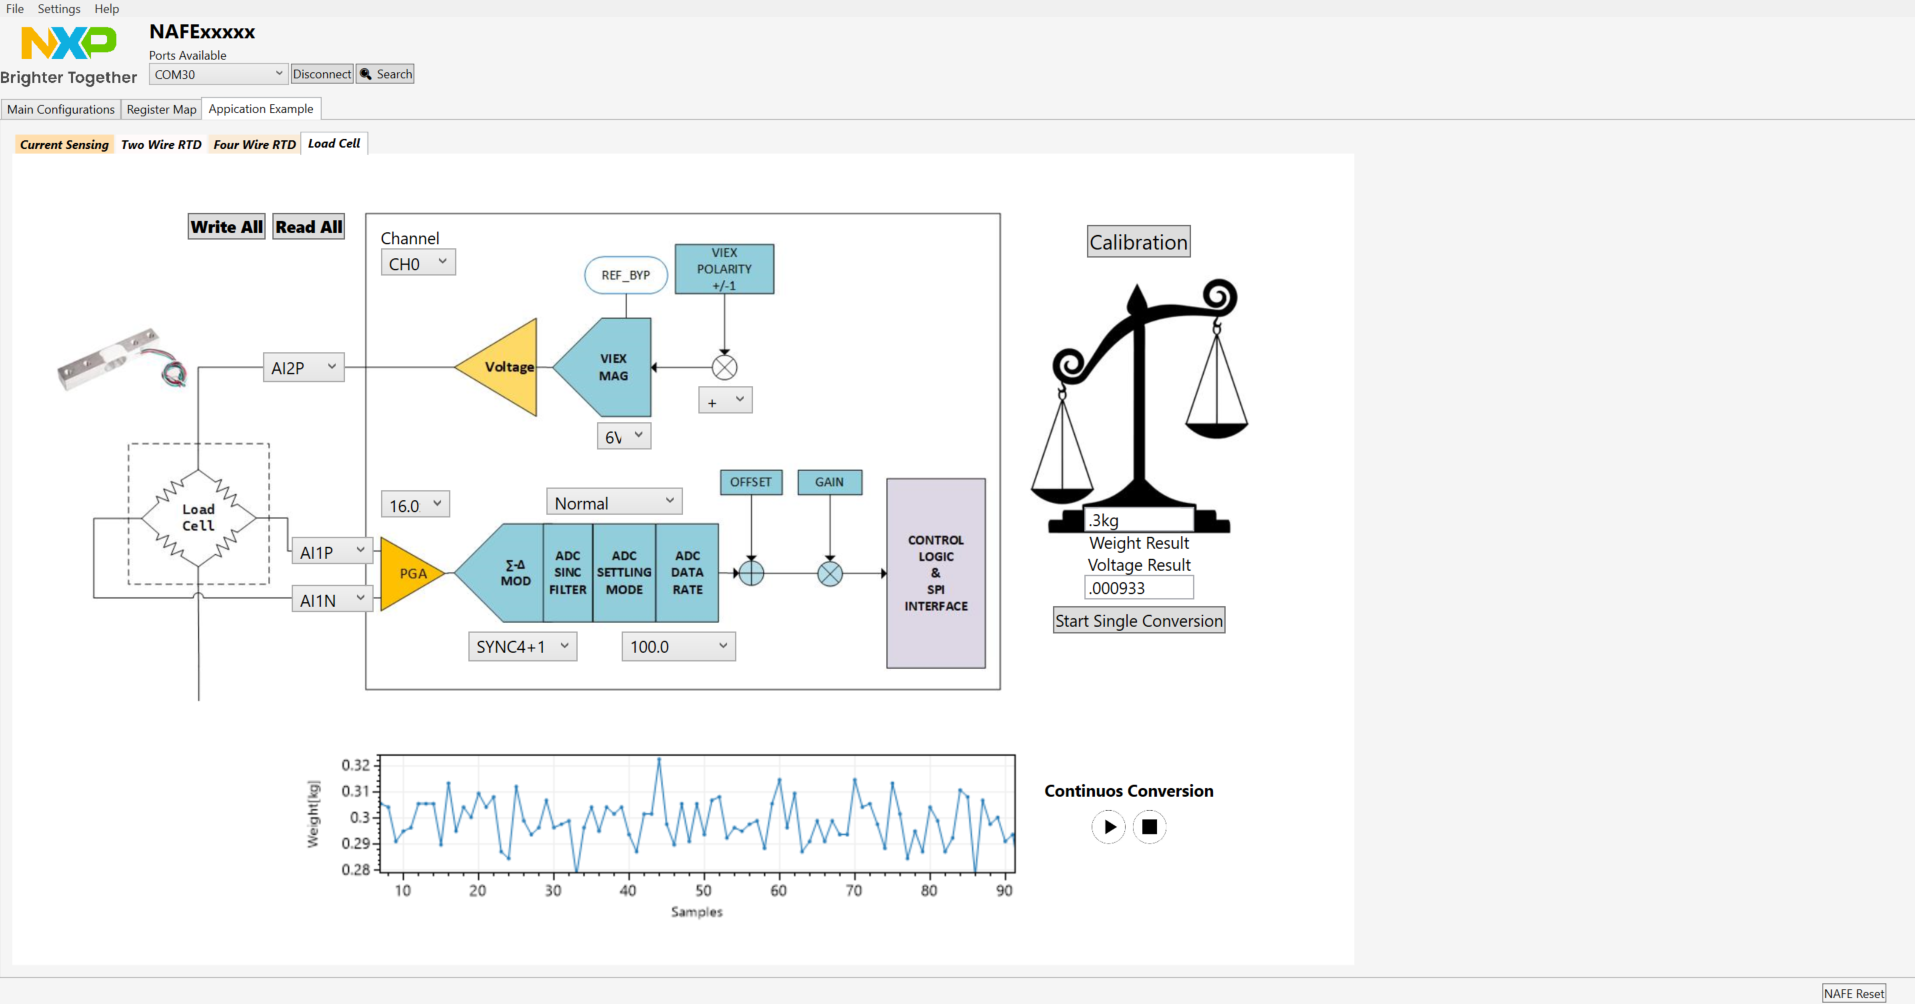 File Settings Help
NXP
Brighter Together
NAFExxxxx
Ports Available
COM30
Disconnect
Search
Main Configurations
Register Map
Appication Example
Current Sensing
Two Wire RTD
Four Wire RTD
Load Cell
Write All
Read All
Channel
CH0
REF_BYP
VIEX
POLARITY
+/-1
Calibration
AI2P
Voltage
VIEX
MAG
+
6V
Load
Cell
16.0
Normal
OFFSET
GAIN
AI1P
AI1N
PGA
Σ-Δ
MOD
ADC
SINC
FILTER
ADC
SETTLING
MODE
ADC
DATA
RATE
CONTROL
LOGIC
&
SPI
INTERFACE
SYNC4+1
100.0
.3kg
Weight Result
Voltage Result
.000933
Start Single Conversion
Weight[kg]
0.32
0.31
0.3
0.29
0.28
10 20 30 40 50 60 70 80 90
Samples
Continuos Conversion
NAFE Reset